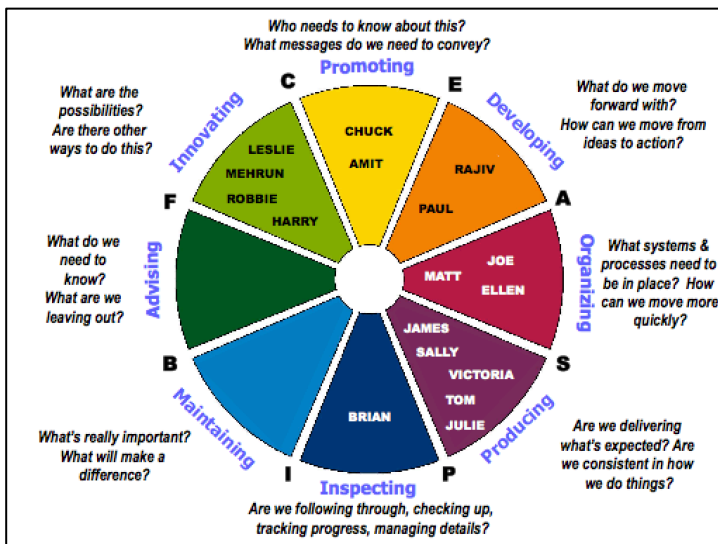 Who needs to know about this?
What messages do we need to convey?
Promoting
C
E
What are the
possibilities?
Are there other
ways to do this?
Innovating
Developing
What do we move
forward with?
How can we move from
ideas to action?
CHUCK
AMIT
LESLIE
MEHRUN
ROBBIE
HARRY
RAJIV
PAUL
F
A
What do we
need to
know?
What are we
leaving out?
Advising
MATT
JOE
ELLEN
Organizing
What systems &
processes need to
be in place? How
can we move more
quickly?
B
S
JAMES
SALLY
VICTORIA
TOM
JULIE
BRIAN
Maintaining
Producing
What's really important?
What will make a
difference?
Are we delivering
what's expected? Are
we consistent in how
we do things?
I
P
Inspecting
Are we following through, checking up,
tracking progress, managing details?